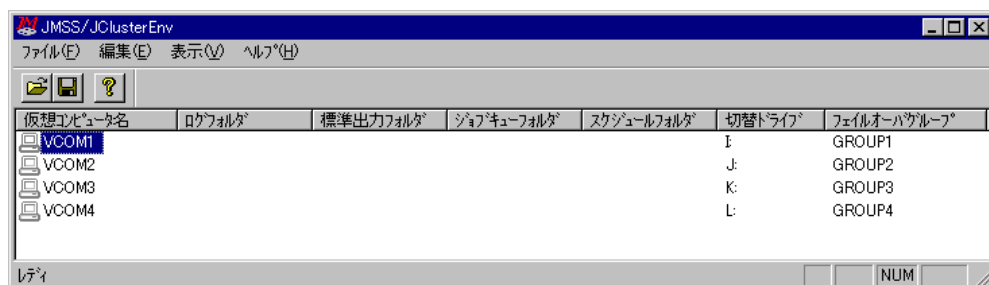 JMSS/JClusterEnv
ﾌｧｲﾙ(F) 編集(E) 表示(V) ﾍﾙﾌﾟ(H)
仮想ｺﾝﾋﾟｭｰﾀ名 ﾛｸﾞﾌｫﾙﾀﾞ 標準出力ﾌｫﾙﾀﾞ ｼﾞｮﾌﾞｷｭｰﾌｫﾙﾀﾞ ｽｹｼﾞｭｰﾙﾌｫﾙﾀﾞ 切替ﾄﾞﾗｲﾌﾞ ﾌｪｲﾙｵｰﾊﾞｸﾞﾙｰﾌﾟ
VCOM1 I: GROUP1
VCOM2 J: GROUP2
VCOM3 K: GROUP3
VCOM4 L: GROUP4
ﾚﾃﾞｨ NUM